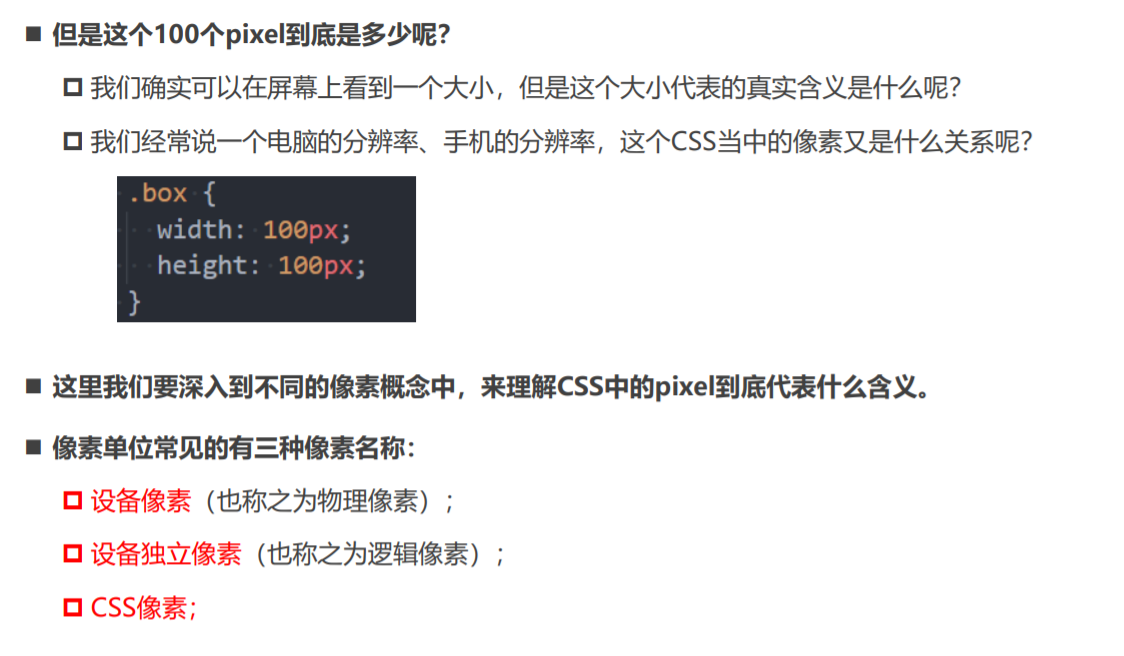 但是这个100个pixel到底是多少呢？
我们确实可以在屏幕上看到一个大小，但是这个大小代表的真实含义是什么呢？
我们经常说一个电脑的分辨率、手机的分辨率，这个CSS当中的像素又是什么关系呢？
.box {
width: 100px;
height: 100px;
}
这里我们要深入到不同的像素概念中，来理解CSS中的pixel到底代表什么含义。
像素单位常见的有三种像素名称：
设备像素（也称之为物理像素）；
设备独立像素（也称之为逻辑像素）；
CSS像素；